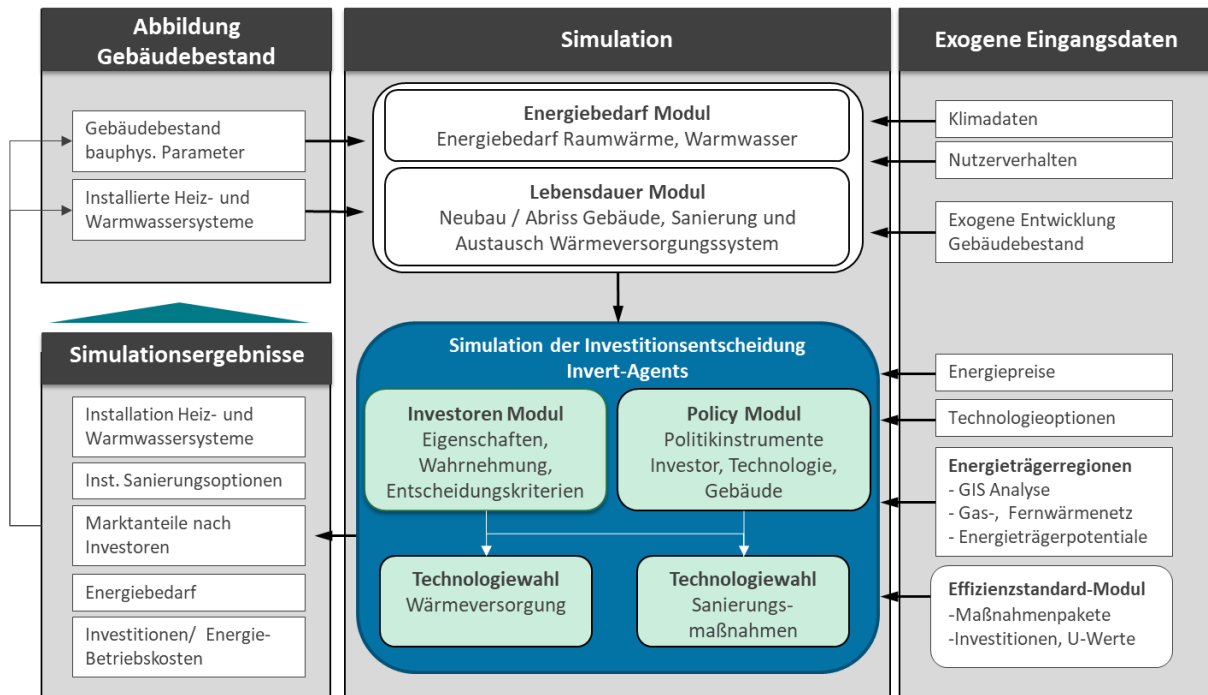 Abbildung
Gebäudebestand
Gebäudebestand
bauphys. Parameter
Installierte Heiz- und
Warmwassersysteme
Simulationsergebnisse
Installation Heiz- und
Warmwassersysteme
Inst. Sanierungsoptionen
Marktanteile nach
Investoren
Energiebedarf
Investitionen/ Energie-
Betriebskosten
Simulation
Energiebedarf Modul
Energiebedarf Raumwärme, Warmwasser
Lebensdauer Modul
Neubau / Abriss Gebäude, Sanierung und
Austausch Wärmeversorgungssystem
Simulation der Investitionsentscheidung
Invert-Agents
Investoren Modul
Eigenschaften,
Wahrnehmung,
Entscheidungskriterien
Policy Modul
Politikinstrumente
Investor, Technologie,
Gebäude
Technologiewahl
Wärmeversorgung
Technologiewahl
Sanierungs-
maßnahmen
Exogene Eingangsdaten
Klimadaten
Nutzerverhalten
Exogene Entwicklung
Gebäudebestand
Energiepreise
Technologieoptionen
Energieträgerregionen
- GIS Analyse
- Gas-, Fernwärmenetz
- Energieträgerpotentiale
Effizienzstandard-Modul
-Maßnahmenpakete
-Investitionen, U-Werte